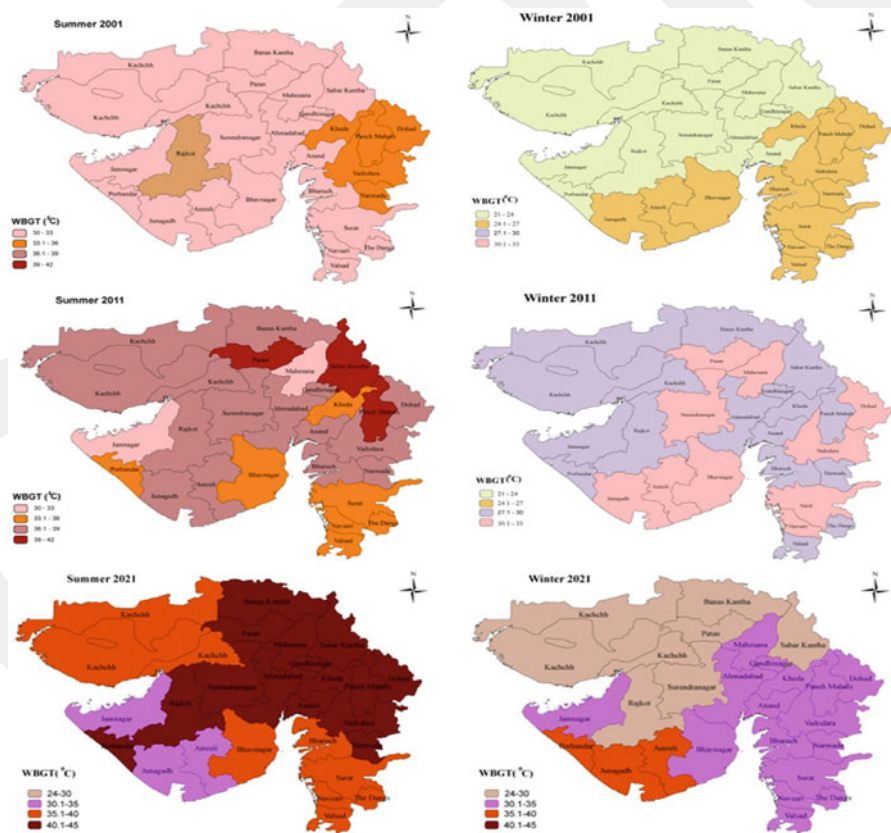 Summer 2001
N
Banas Kantha
Kachchh
Patan
Mahesana
Sabar Kantha
Kachchh
Kachchh
Gandhinagar
Kheda
Dohad
Panch Mahals
Surendranagar
Ahmadabad
Rajkot
Anand
Jamnagar
Vadodara
Porbandar
Bhavnagar
Bharuch
Narmada
Amreli
Junagadh
Surat
The Dangs
Navsari
Valsad
WBGT (°C)
30 - 33
33.1 - 36
36.1 - 39
39 - 42
Winter 2001
N
Banas Kantha
Kachchh
Patan
Mahesana
Sabar Kantha
Kachchh
Kachchh
Gandhinagar
Kheda
Dohad
Panch Mahals
Surendranagar
Ahmadabad
Rajkot
Anand
Jamnagar
Vadodara
Porbandar
Bhavnagar
Bharuch
Narmada
Amreli
Junagadh
Surat
The Dangs
Navsari
Valsad
WBGT (°C)
21 - 24
24.1 - 27
27.1 - 30
30.1 - 33
Summer 2011
N
Banas Kantha
Kachchh
Patan
Sabar Kantha
Mahesana
Kachchh
Kachchh
Gandhinagar
Kheda
Dohad
Panch Mahals
Surendranagar
Ahmadabad
Rajkot
Anand
Jamnagar
Vadodara
Porbandar
Bhavnagar
Bharuch
Narmada
Amreli
Junagadh
Surat
The Dangs
Navsari
Valsad
WBGT (°C)
30 - 33
33.1 - 36
36.1 - 39
39 - 42
Winter 2011
N
Banas Kantha
Kachchh
Patan
Mahesana
Sabar Kantha
Kachchh
Kachchh
Gandhinagar
Kheda
Dohad
Panch Mahals
Surendranagar
Ahmadabad
Rajkot
Anand
Jamnagar
Vadodara
Porbandar
Bhavnagar
Bharuch
Narmada
Amreli
Junagadh
Surat
The Dangs
Navsari
Valsad
WBGT(°C)
21 - 24
24.1 - 27
27.1 - 30
30.1 - 33
Summer 2021
N
Banas Kantha
Kachchh
Patan
Mahesana
Sabar Kantha
Kachchh
Kachchh
Gandhinagar
Kheda
Dohad
Panch Mahals
Surendranagar
Ahmadabad
Rajkot
Anand
Jamnagar
Vadodara
Porbandar
Bhavnagar
Bharuch
Narmada
Amreli
Junagadh
Surat
The Dangs
Navsari
Valsad
WBGT(°C)
24-30
30.1-35
35.1-40
40.1-45
Winter 2021
N
Banas Kantha
Kachchh
Patan
Mahesana
Sabar Kantha
Kachchh
Kachchh
Gandhinagar
Kheda
Dohad
Panch Mahals
Surendranagar
Ahmadabad
Rajkot
Anand
Jamnagar
Vadodara
Porbandar
Bhavnagar
Bharuch
Narmada
Amreli
Junagadh
Surat
The Dangs
Navsari
Valsad
WBGT(°C)
24-30
30.1-35
35.1-40
40.1-45